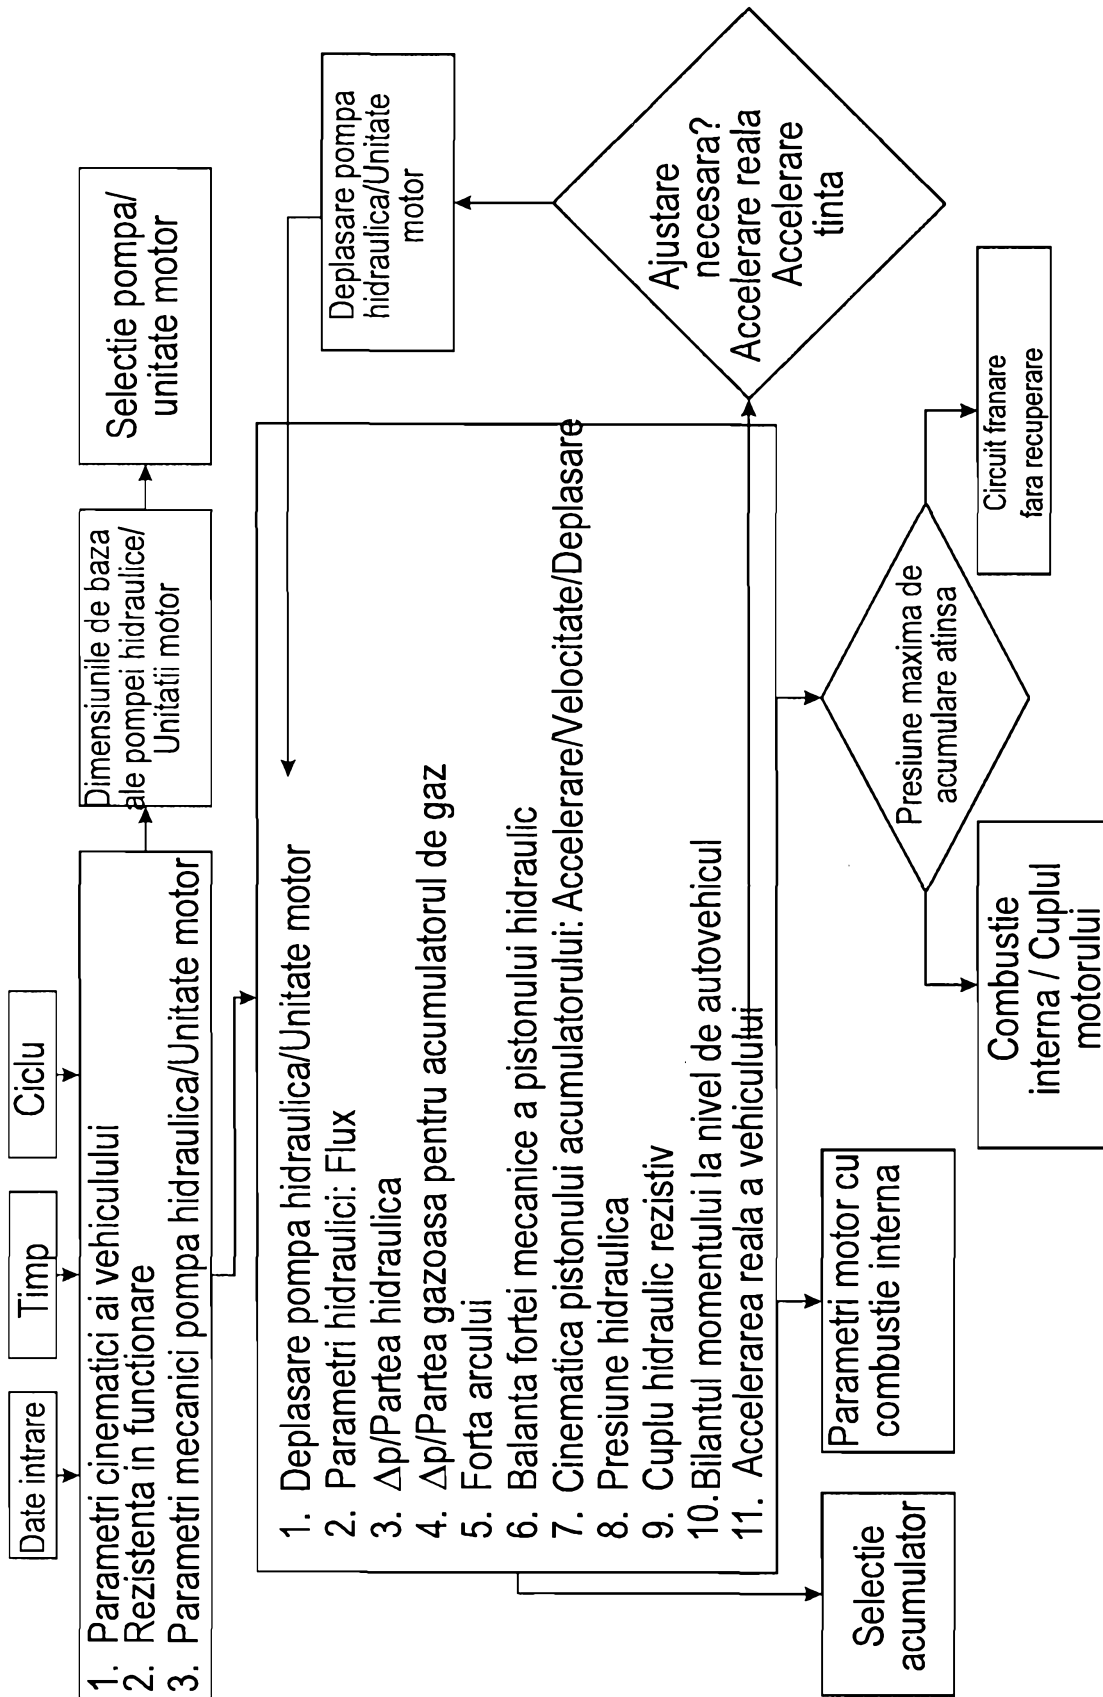 Date intrare
Timp
Ciclu
1. Parametri cinematici ai vehiculului
2. Rezistenta in functionare
3. Parametri mecanici pompa hidraulica/Unitate motor
Dimensiunile de baza
ale pompei hidraulice/
Unitatii motor
Selectie pompa/
unitate motor
1. Deplasare pompa hidraulica/Unitate motor
2. Parametri hidraulici: Flux
3. Δp/Partea hidraulica
4. Δp/Partea gazoasa pentru acumulatorul de gaz
5. Forta arcului
6. Balanta fortei mecanice a pistonului hidraulic
7. Cinematica pistonului acumulatorului: Accelerare/Velocitate/Deplasare
8. Presiune hidraulica
9. Cuplu hidraulic rezistiv
10. Bilantul momentului la nivel de autovehicul
11. Accelerarea reala a vehiculului
Deplasare pompa
hidraulica/Unitate
motor
Ajustare
necesara?
Accelerare reala
Accelerare
tinta
Selectie
acumulator
Parametri motor cu
combustie interna
Presiune maxima de
acumulare atinsa
Combustie
interna / Cuplul
motorului
Circuit franare
fara recuperare